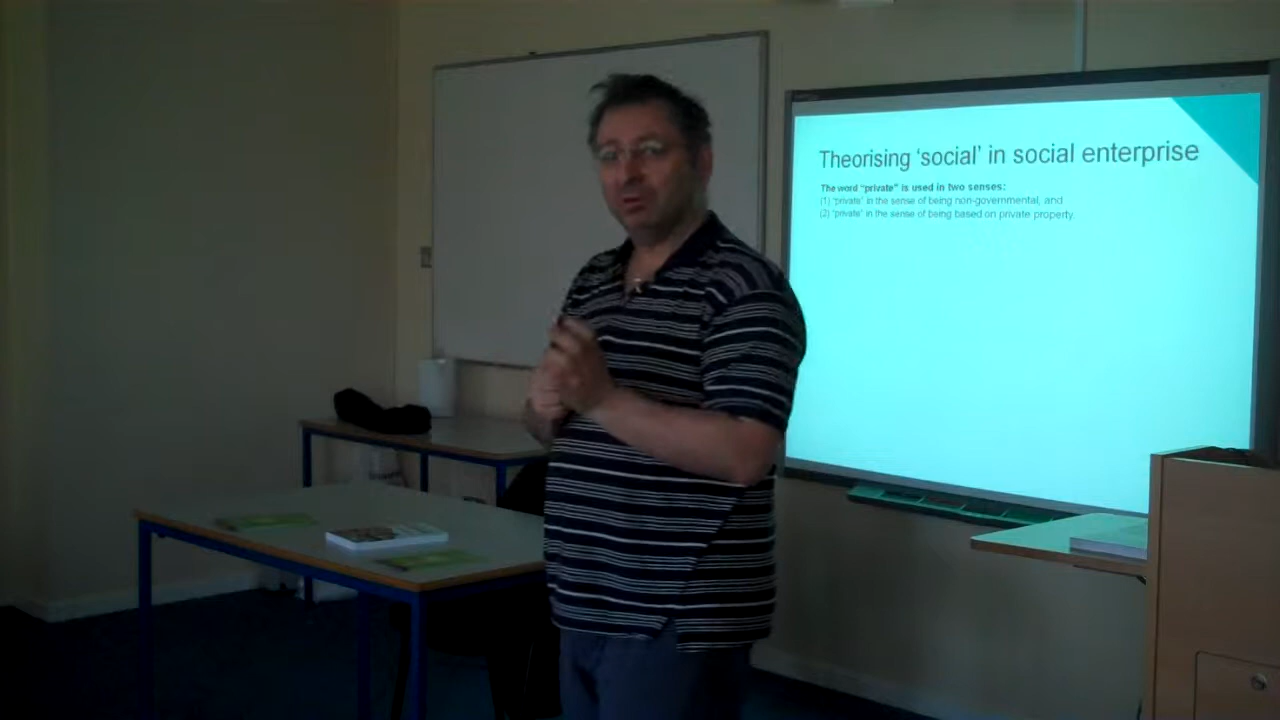 Theorising ‘social’ in social enterprise
The word “private” is used in two senses:
(1) “private” in the sense of being non-governmental, and
(2) “private” in the sense of being based on private property.